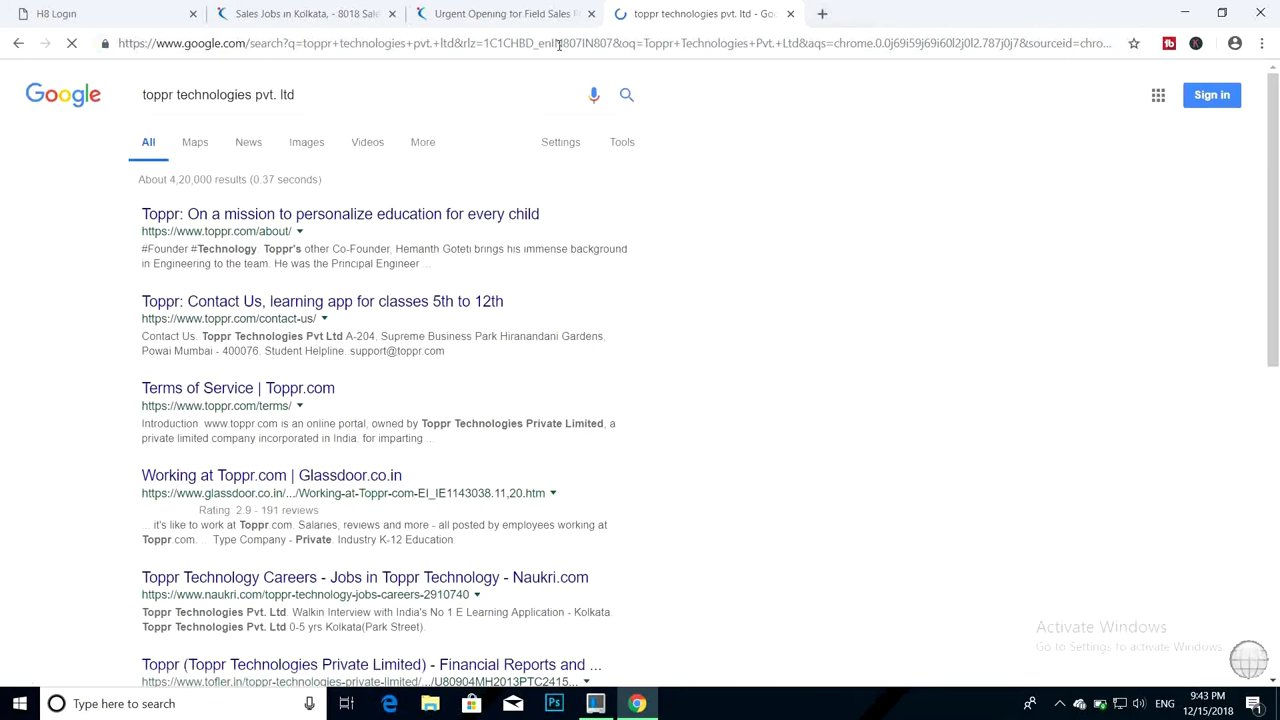 H8 Login
Sales Jobs in Kolkata, - 8018 Sal
Urgent Opening for Field Sales
toppr technologies pvt. ltd - Goo
https://www.google.com/search?q=toppr+technologies+pvt.+ltd&rlz=1C1CHBD_enIN807IN807&oq=Toppr+Technologies+Pvt.+Ltd&aqs=chrome.0.0j69i59j69i60l2j0l2.787j0j7&sourceid=chro...
Google
toppr technologies pvt. ltd
Sign in
All Maps News Images Videos More Settings Tools
About 4,20,000 results (0.37 seconds)
Toppr: On a mission to personalize education for every child
https://www.toppr.com/about/
#Founder #Technology. Toppr's other Co-Founder, Hemanth Goteti brings his immense background
in Engineering to the team. He was the Principal Engineer ...
Toppr: Contact Us, learning app for classes 5th to 12th
https://www.toppr.com/contact-us/
Contact Us. Toppr Technologies Pvt Ltd A-204, Supreme Business Park Hiranandani Gardens,
Powai Mumbai - 400076. Student Helpline. support@toppr.com
Terms of Service | Toppr.com
https://www.toppr.com/terms/
Introduction. www.toppr.com is an online portal, owned by Toppr Technologies Private Limited, a
private limited company incorporated in India, for imparting ...
Working at Toppr.com | Glassdoor.co.in
https://www.glassdoor.co.in/.../Working-at-Toppr-com-EI_IE1143038.11,20.htm
Rating: 2.9 - 191 reviews
... it's like to work at Toppr.com. Salaries, reviews and more - all posted by employees working at
Toppr.com. ... Type Company - Private. Industry K-12 Education.
Toppr Technology Careers - Jobs in Toppr Technology - Naukri.com
https://www.naukri.com/toppr-technology-jobs-careers-2910740
Toppr Technologies Pvt. Ltd. Walkin Interview with India's No 1 E Learning Application - Kolkata.
Toppr Technologies Pvt. Ltd 0-5 yrs Kolkata(Park Street).
Toppr (Toppr Technologies Private Limited) - Financial Reports and ...
https://www.tofler.in/toppr-technologies-private-limited/.../U80904MH2013PTC2415...
Activate Windows
Go to Settings to activate Windows.
Type here to search
Ps
ENG
9:43 PM
12/15/2018
1